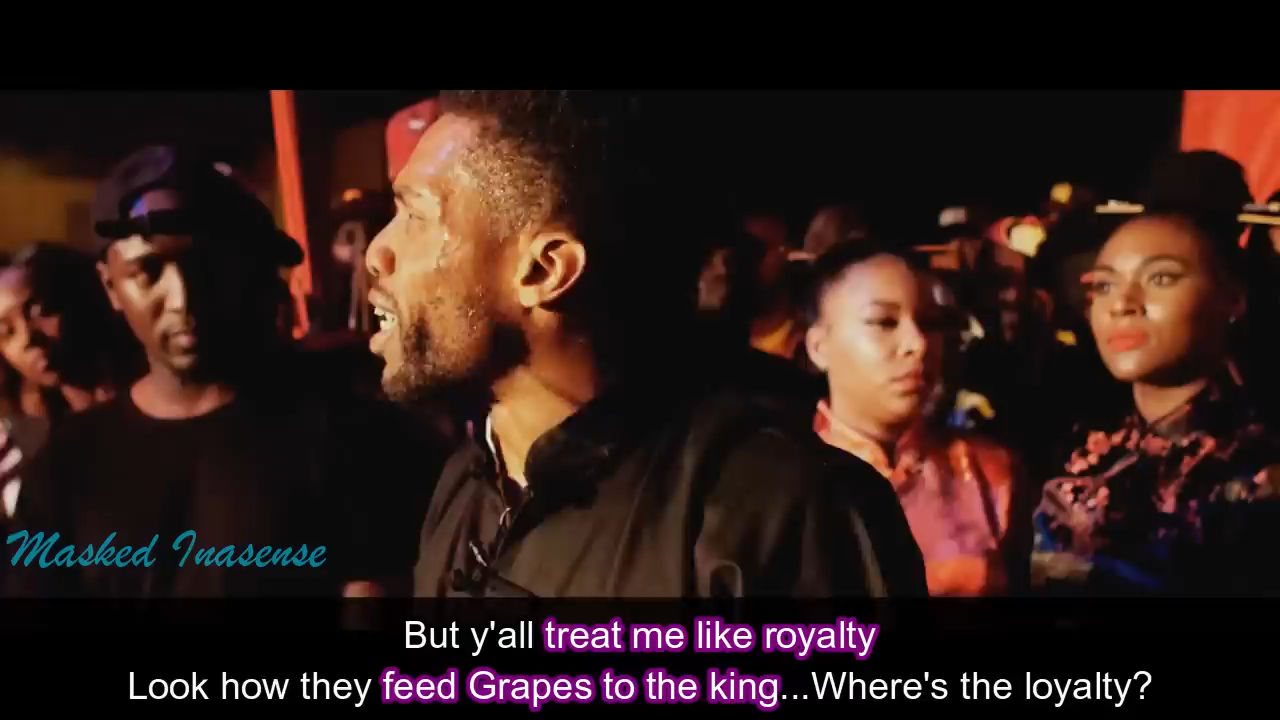 Masked Inasense
But y'all treat me like royalty
Look how they feed Grapes to the king...Where's the loyalty?